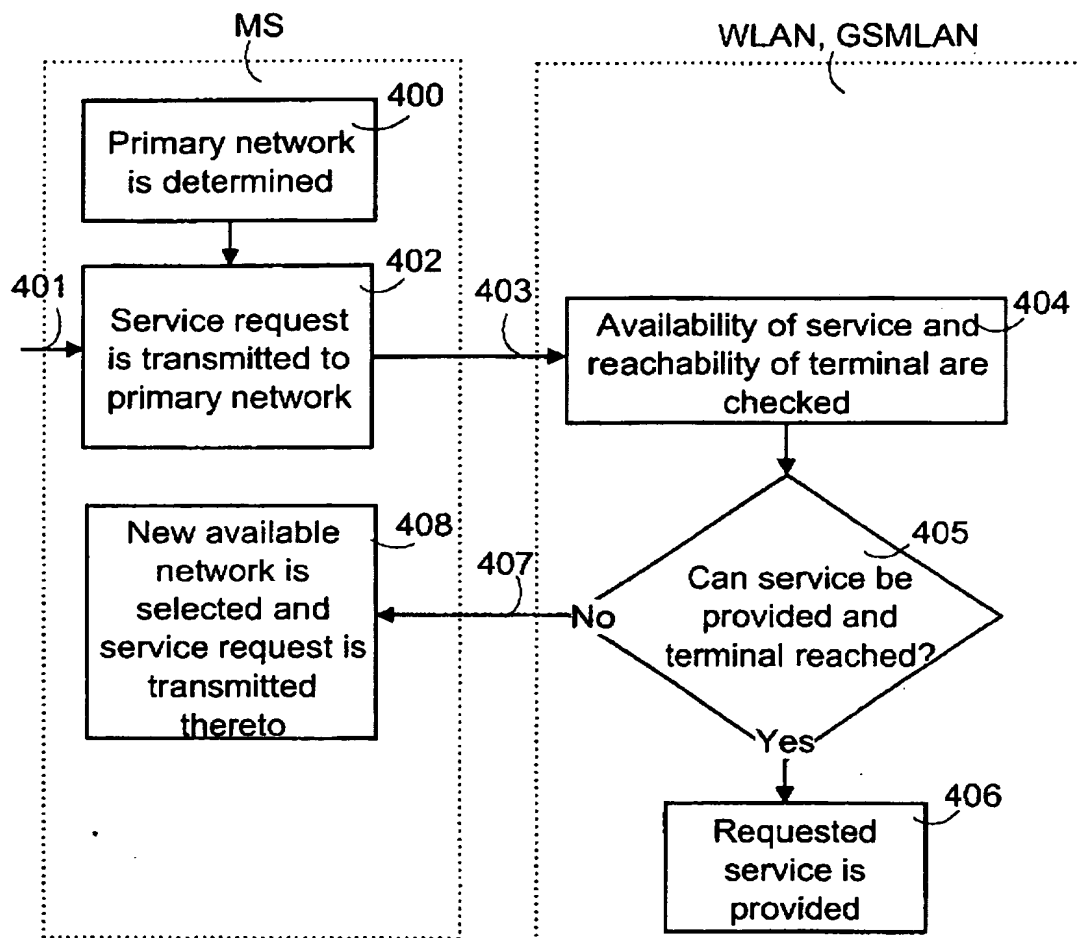 MS
WLAN, GSMLAN
400
Primary network
is determined
401
402
Service request
is transmitted to
primary network
403
404
Availability of service and
reachability of terminal are
checked
405
Can service be
provided and
terminal reached?
No
Yes
407
408
New available
network is
selected and
service request is
transmitted
thereto
406
Requested
service is
provided